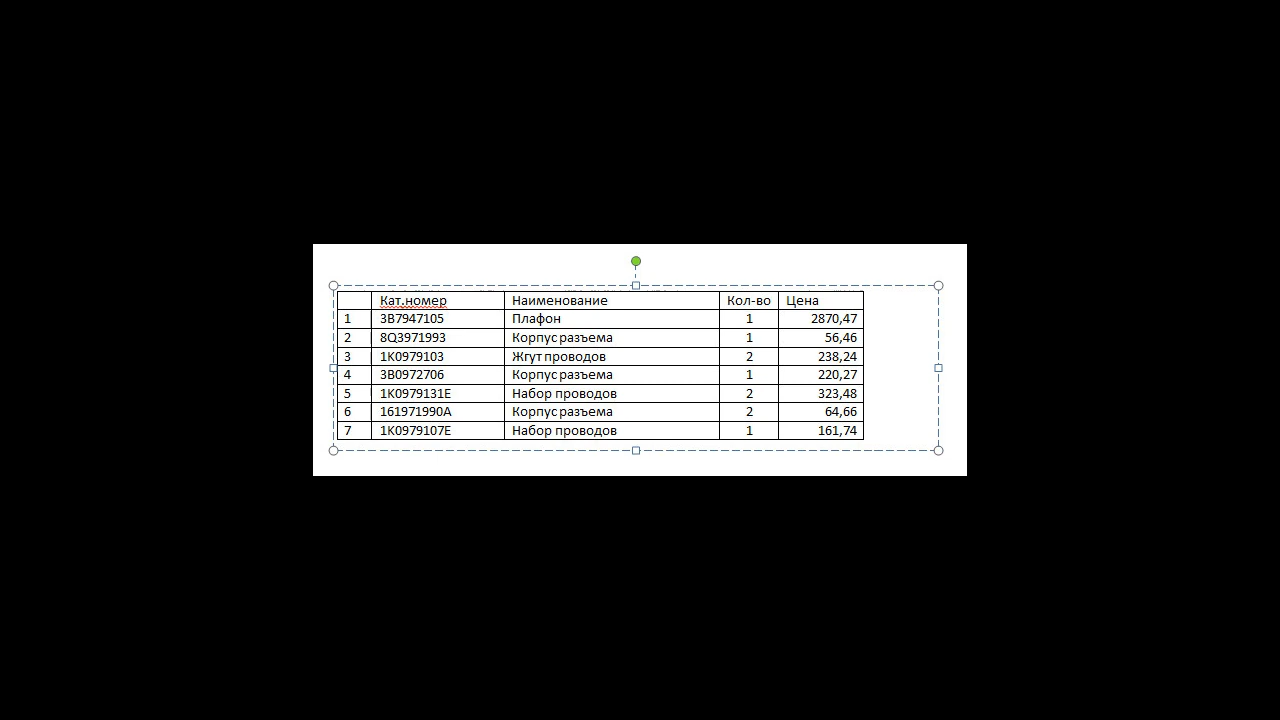 Кат.номер Наименование Кол-во Цена
1 3B7947105 Плафон 1 2870,47
2 8Q3971993 Корпус разъема 1 56,46
3 1K0979103 Жгут проводов 2 238,24
4 3B0972706 Корпус разъема 1 220,27
5 1K0979131E Набор проводов 2 323,48
6 161971990A Корпус разъема 2 64,66
7 1K0979107E Набор проводов 1 161,74